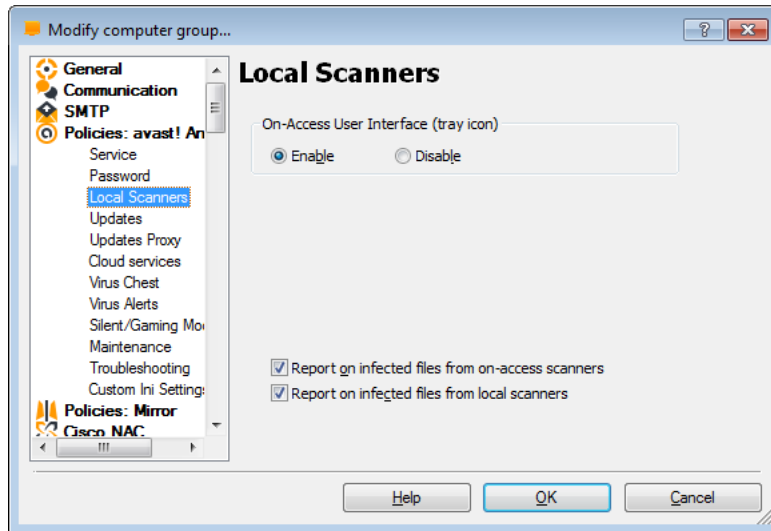 Modify computer group...
General
Communication
SMTP
Policies: avast! An
Service
Password
Local Scanners
Updates
Updates Proxy
Cloud services
Virus Chest
Virus Alerts
Silent/Gaming Mo
Maintenance
Troubleshooting
Custom Ini Setting
Policies: Mirror
Cisco NAC
Local Scanners
On-Access User Interface (tray icon)
Enable Disable
Report on infected files from on-access scanners
Report on infected files from local scanners
Help OK Cancel